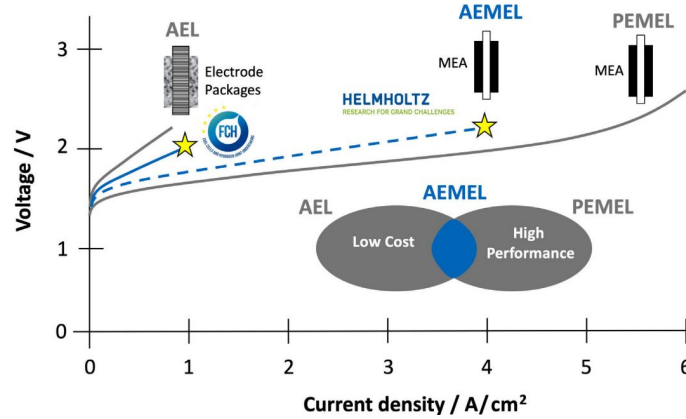 AEL
AEMEL
PEMEL
3
MEA
MEA
Electrode
Packages
HELMHOLTZ
RESEARCH FOR GRAND CHALLENGES
FCH
2
Voltage / V
AEL
AEMEL
PEMEL
Low Cost
High
Performance
1
0
0
1
2
3
4
5
6
Current density / A/cm²